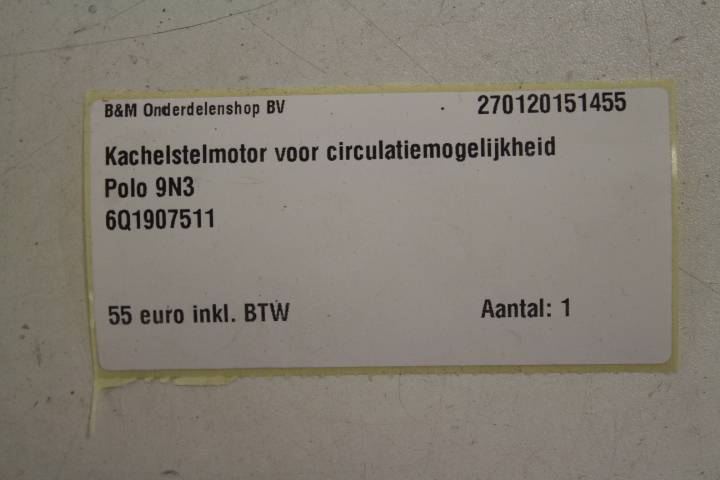 B&M Onderdelenshop BV 270120151455
Kachelstelmotor voor circulatiemogelijkheid
Polo 9N3
6Q1907511
55 euro inkl. BTW Aantal: 1